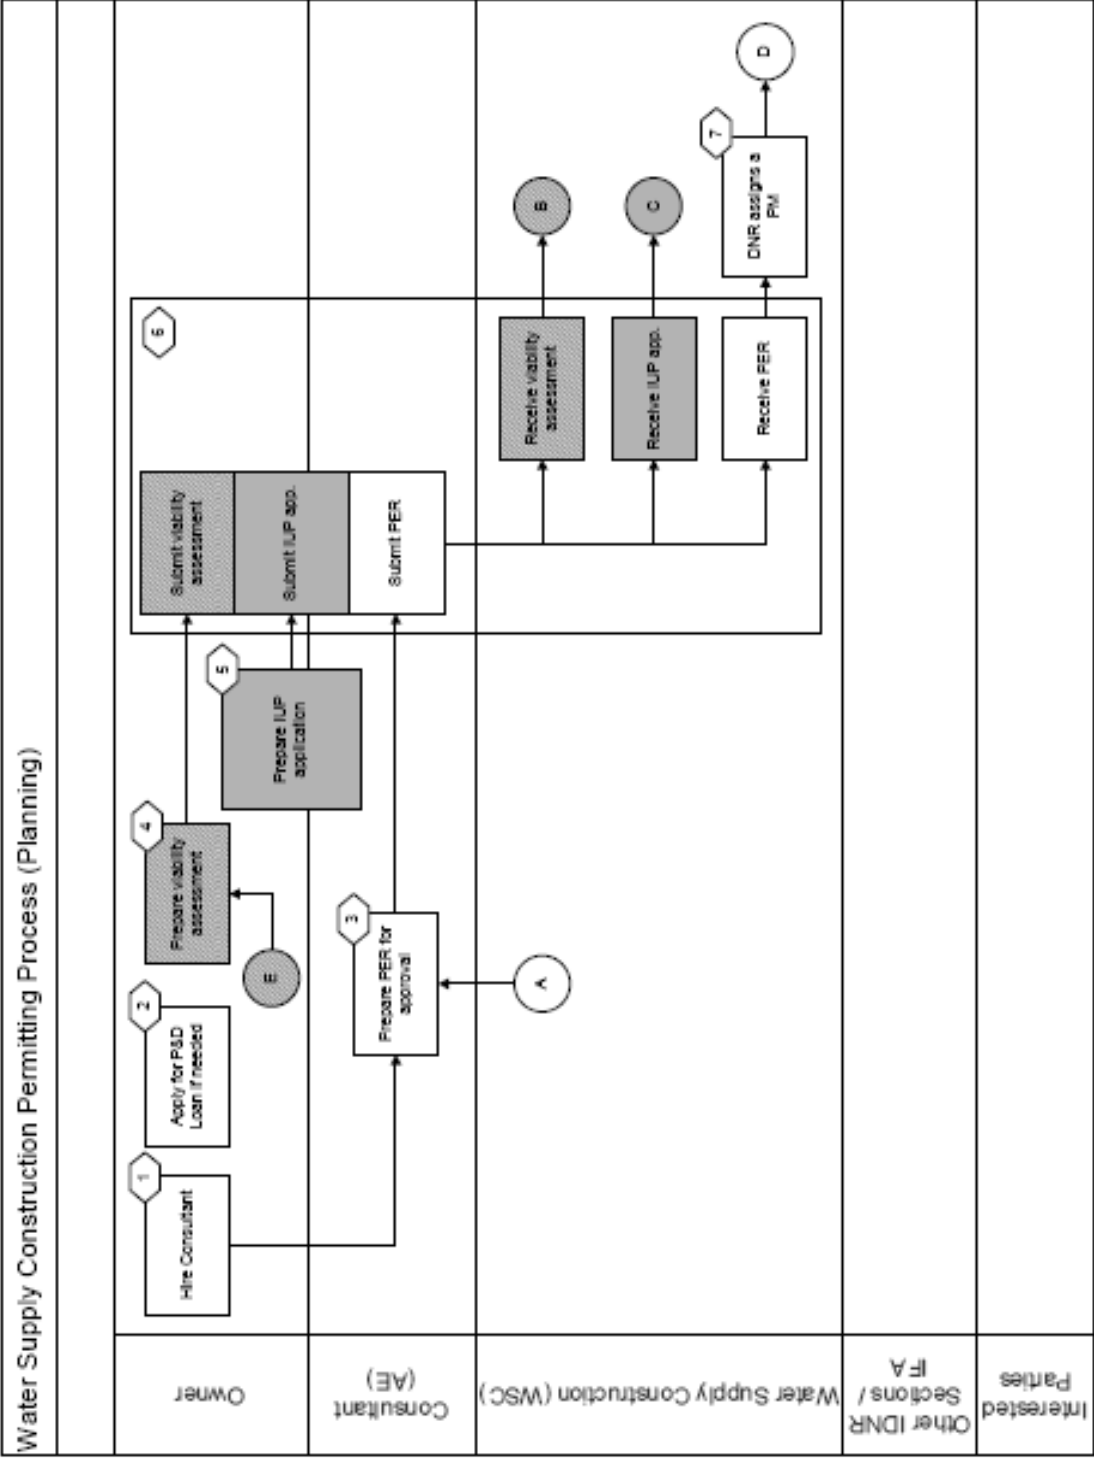 Water Supply Construction Permitting Process (Planning)
Owner
Consultant
(AE)
Water Supply Construction (WSC)
Other IDNR
Sections /
IFA
Interested
Parties
1
Hire Consultant
2
Apply for P&D
Loan if needed
3
Prepare PER for
approval
A
4
Prepare viability
assessment
E
5
Prepare IUP
application
6
Submit viability
assessment
Submit IUP app.
Submit PER
Receive viability
assessment
Receive IUP app.
Receive PER
B
C
7
DNR assigns a
PM
D